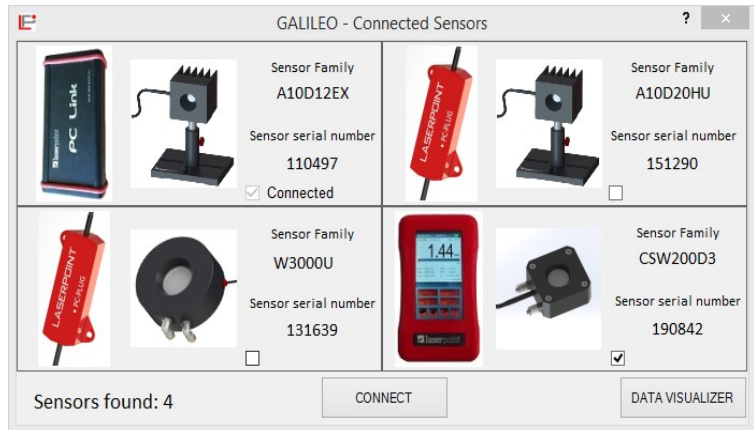 GALILEO - Connected Sensors
?
x
PC Link
laserpoint
Sensor Family
A10D12EX
Sensor serial number
110497
Connected
LASERPOINT
• PC-PLUG
Sensor Family
A10D20HU
Sensor serial number
151290
LASERPOINT
• PC-PLUG
Sensor Family
W3000U
Sensor serial number
131639
1.44
laserpoint
Sensor Family
CSW200D3
Sensor serial number
190842
Sensors found: 4
CONNECT
DATA VISUALIZER